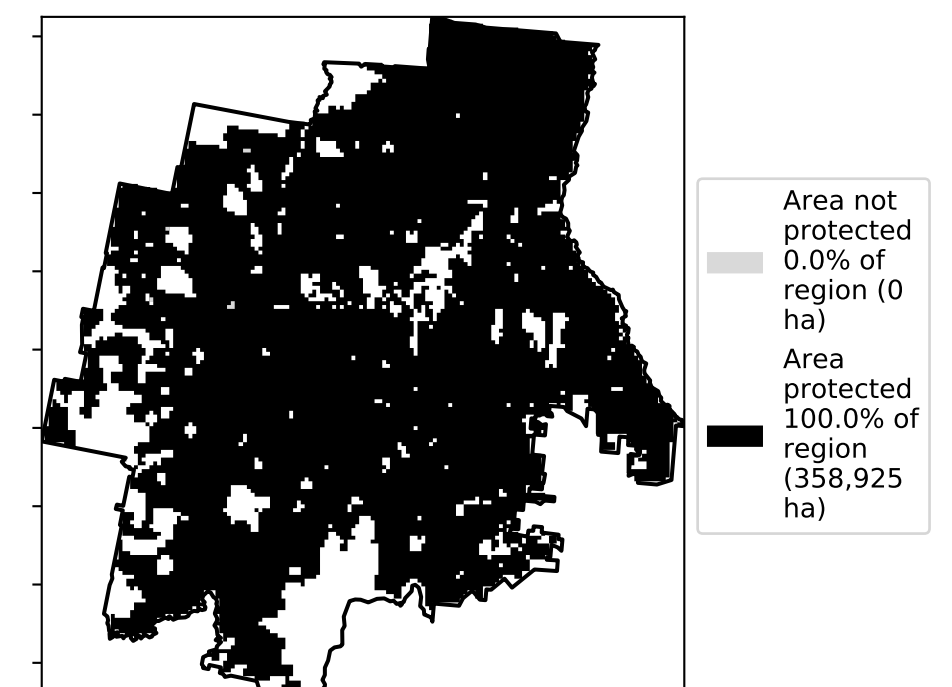 Area not
protected
0.0% of
region (0
ha)
Area
protected
100.0% of
region
(358,925
ha)